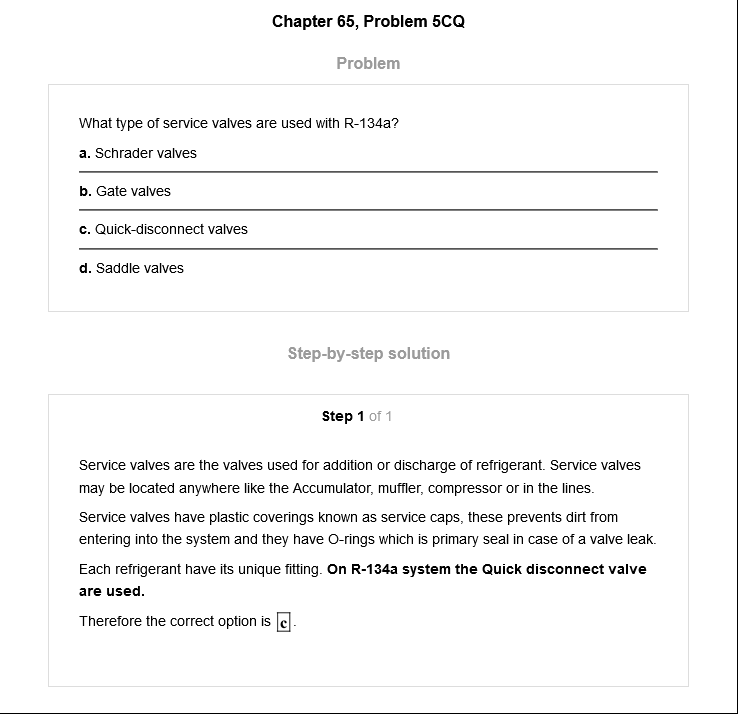 Chapter 65, Problem 5CQ
Problem
What type of service valves are used with R-134a?
a. Schrader valves
b. Gate valves
c. Quick-disconnect valves
d. Saddle valves
Step-by-step solution
Step 1 of 1
Service valves are the valves used for addition or discharge of refrigerant. Service valves
may be located anywhere like the Accumulator, muffler, compressor or in the lines.
Service valves have plastic coverings known as service caps, these prevents dirt from
entering into the system and they have O-rings which is primary seal in case of a valve leak.
Each refrigerant have its unique fitting. On R-134a system the Quick disconnect valve
are used.
Therefore the correct option is c.